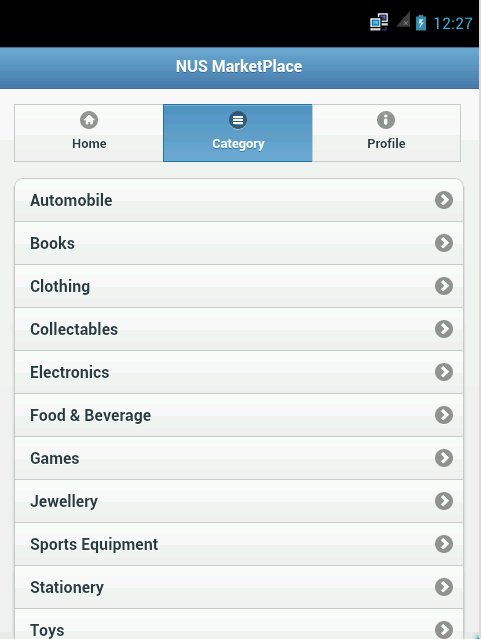 12:27
NUS MarketPlace
Home
Category
Profile
Automobile
Books
Clothing
Collectables
Electronics
Food & Beverage
Games
Jewellery
Sports Equipment
Stationery
Toys